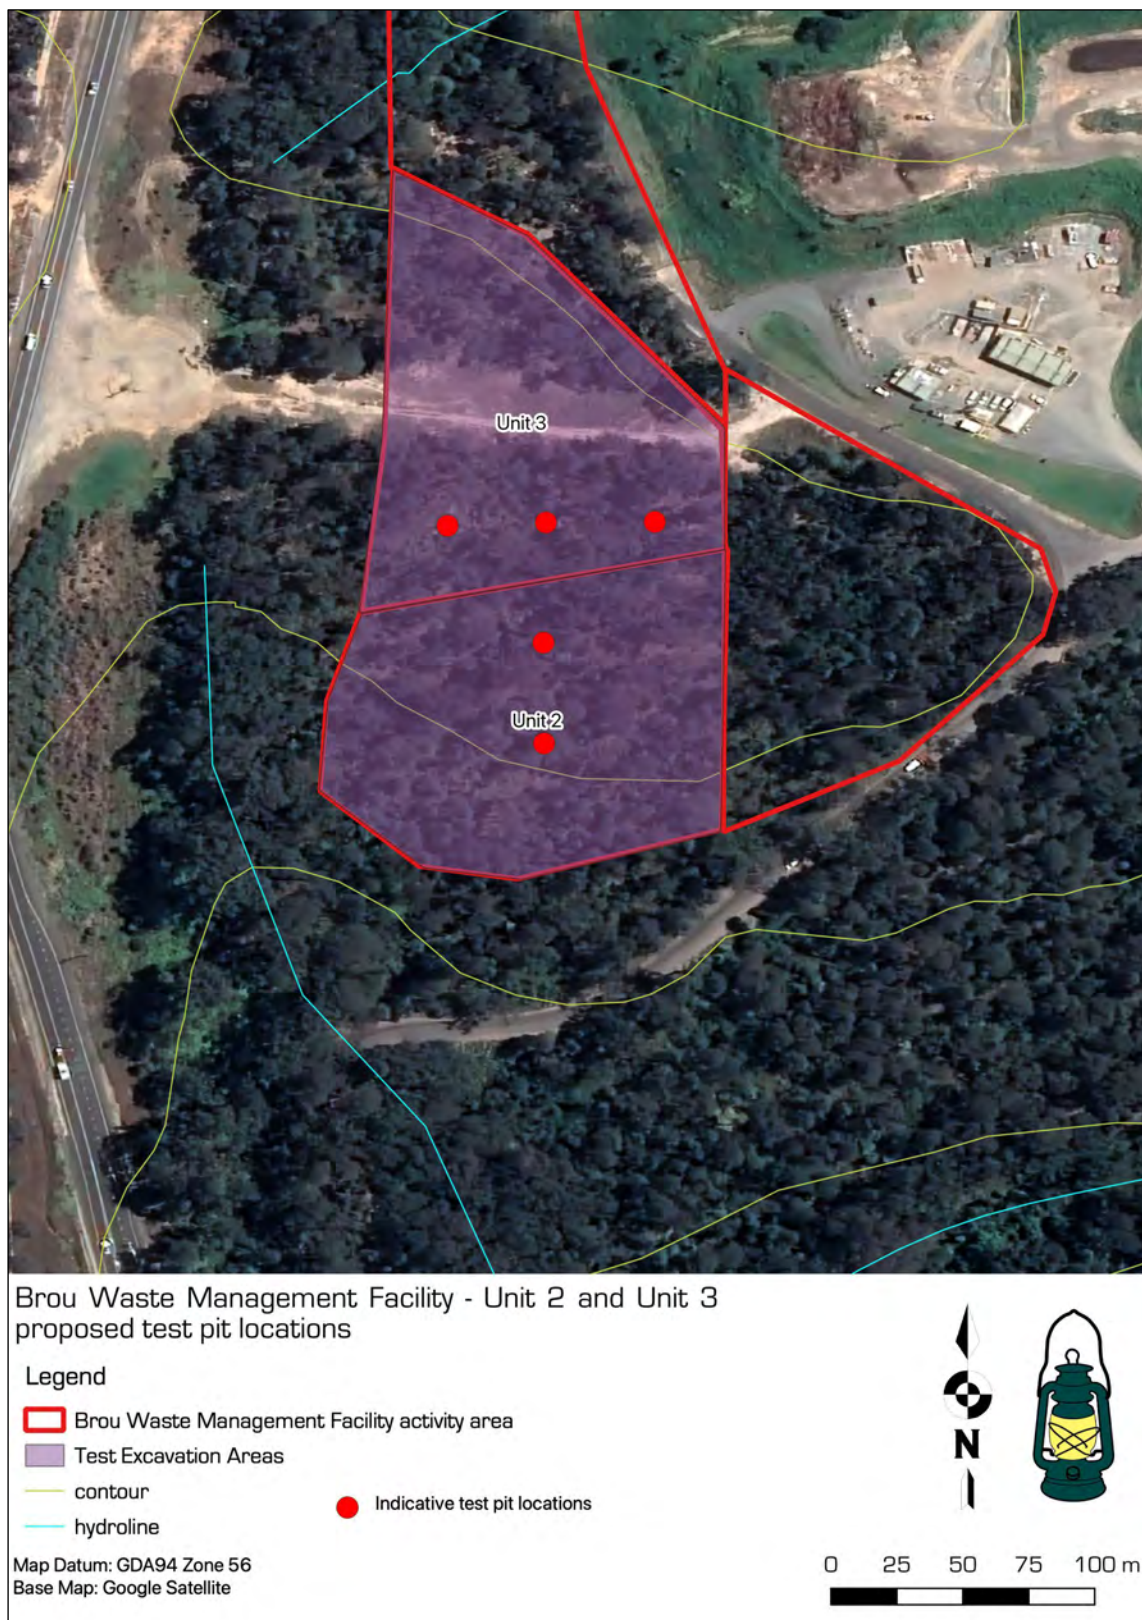 Unit 3
Unit 2
Brou Waste Management Facility - Unit 2 and Unit 3
proposed test pit locations
Legend
Brou Waste Management Facility activity area
Test Excavation Areas
contour
hydroline
Indicative test pit locations
N
Map Datum: GDA94 Zone 56
Base Map: Google Satellite
0 25 50 75 100 m